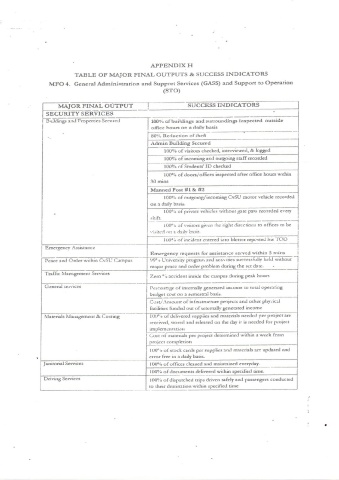 APPENDIX H
TABLE OF MAJOR FINAL OUTPUTS & SUCCESS INDICATORS
MFO 4. General Administration and Support Services (GASS) and Support to Operation
(STO)
MAJOR FINAL OUTPUT
SUCCESS INDICATORS
SECURITY SERVICES
Buildings and Properties Secured
100% of buildings and surroundings inspected outside
office hours on a daily basis
80% Reduction of theft
Admin Building Secured
100% of visitors checked, interviewed, & logged
100% of incoming and outgoing staff recorded
100% of Students' ID checked
100% of doors/offices inspected after office hours within
30 mins
Manned Post #1 & #2
100% of outgoing/incoming CvSU motor vehicle recorded
on a daily basis.
100% of private vehicles without gate pass recorded every
shift
100% of visitors given the right directions to offices to be
visited on a daily basis
100% of incident entered into blotter reported to
Emergency Assistance
Emergency requests for assistance served within 5 mins
Peace and Order within CvSU Campus
University program and activities successfully held without
major peace and order problem during the
Traffic Management Services
Zero % accident inside the campus during peak hours
General services
Percentage of internally generated income to total operating
budget cost on a semestral basis
Cost/Amount of infrastructure projects and other physical
facilities funded out of internally generated income
Materials Management & Costing
100% of delivered supplies and materials needed per project are
received, stored and released on the day it is needed for project
implementation
Cost of materials per project determined within a week from
project completion
100% of stock cards per supplies and materials are updated and
error free on a daily basis.
Janitorial Services
100% of offices cleaned and maintained everyday
100% of documents delivered within specified time
Driving Services
100% of dispatched trips driven safely and passengers conducted
to their destination within specified time